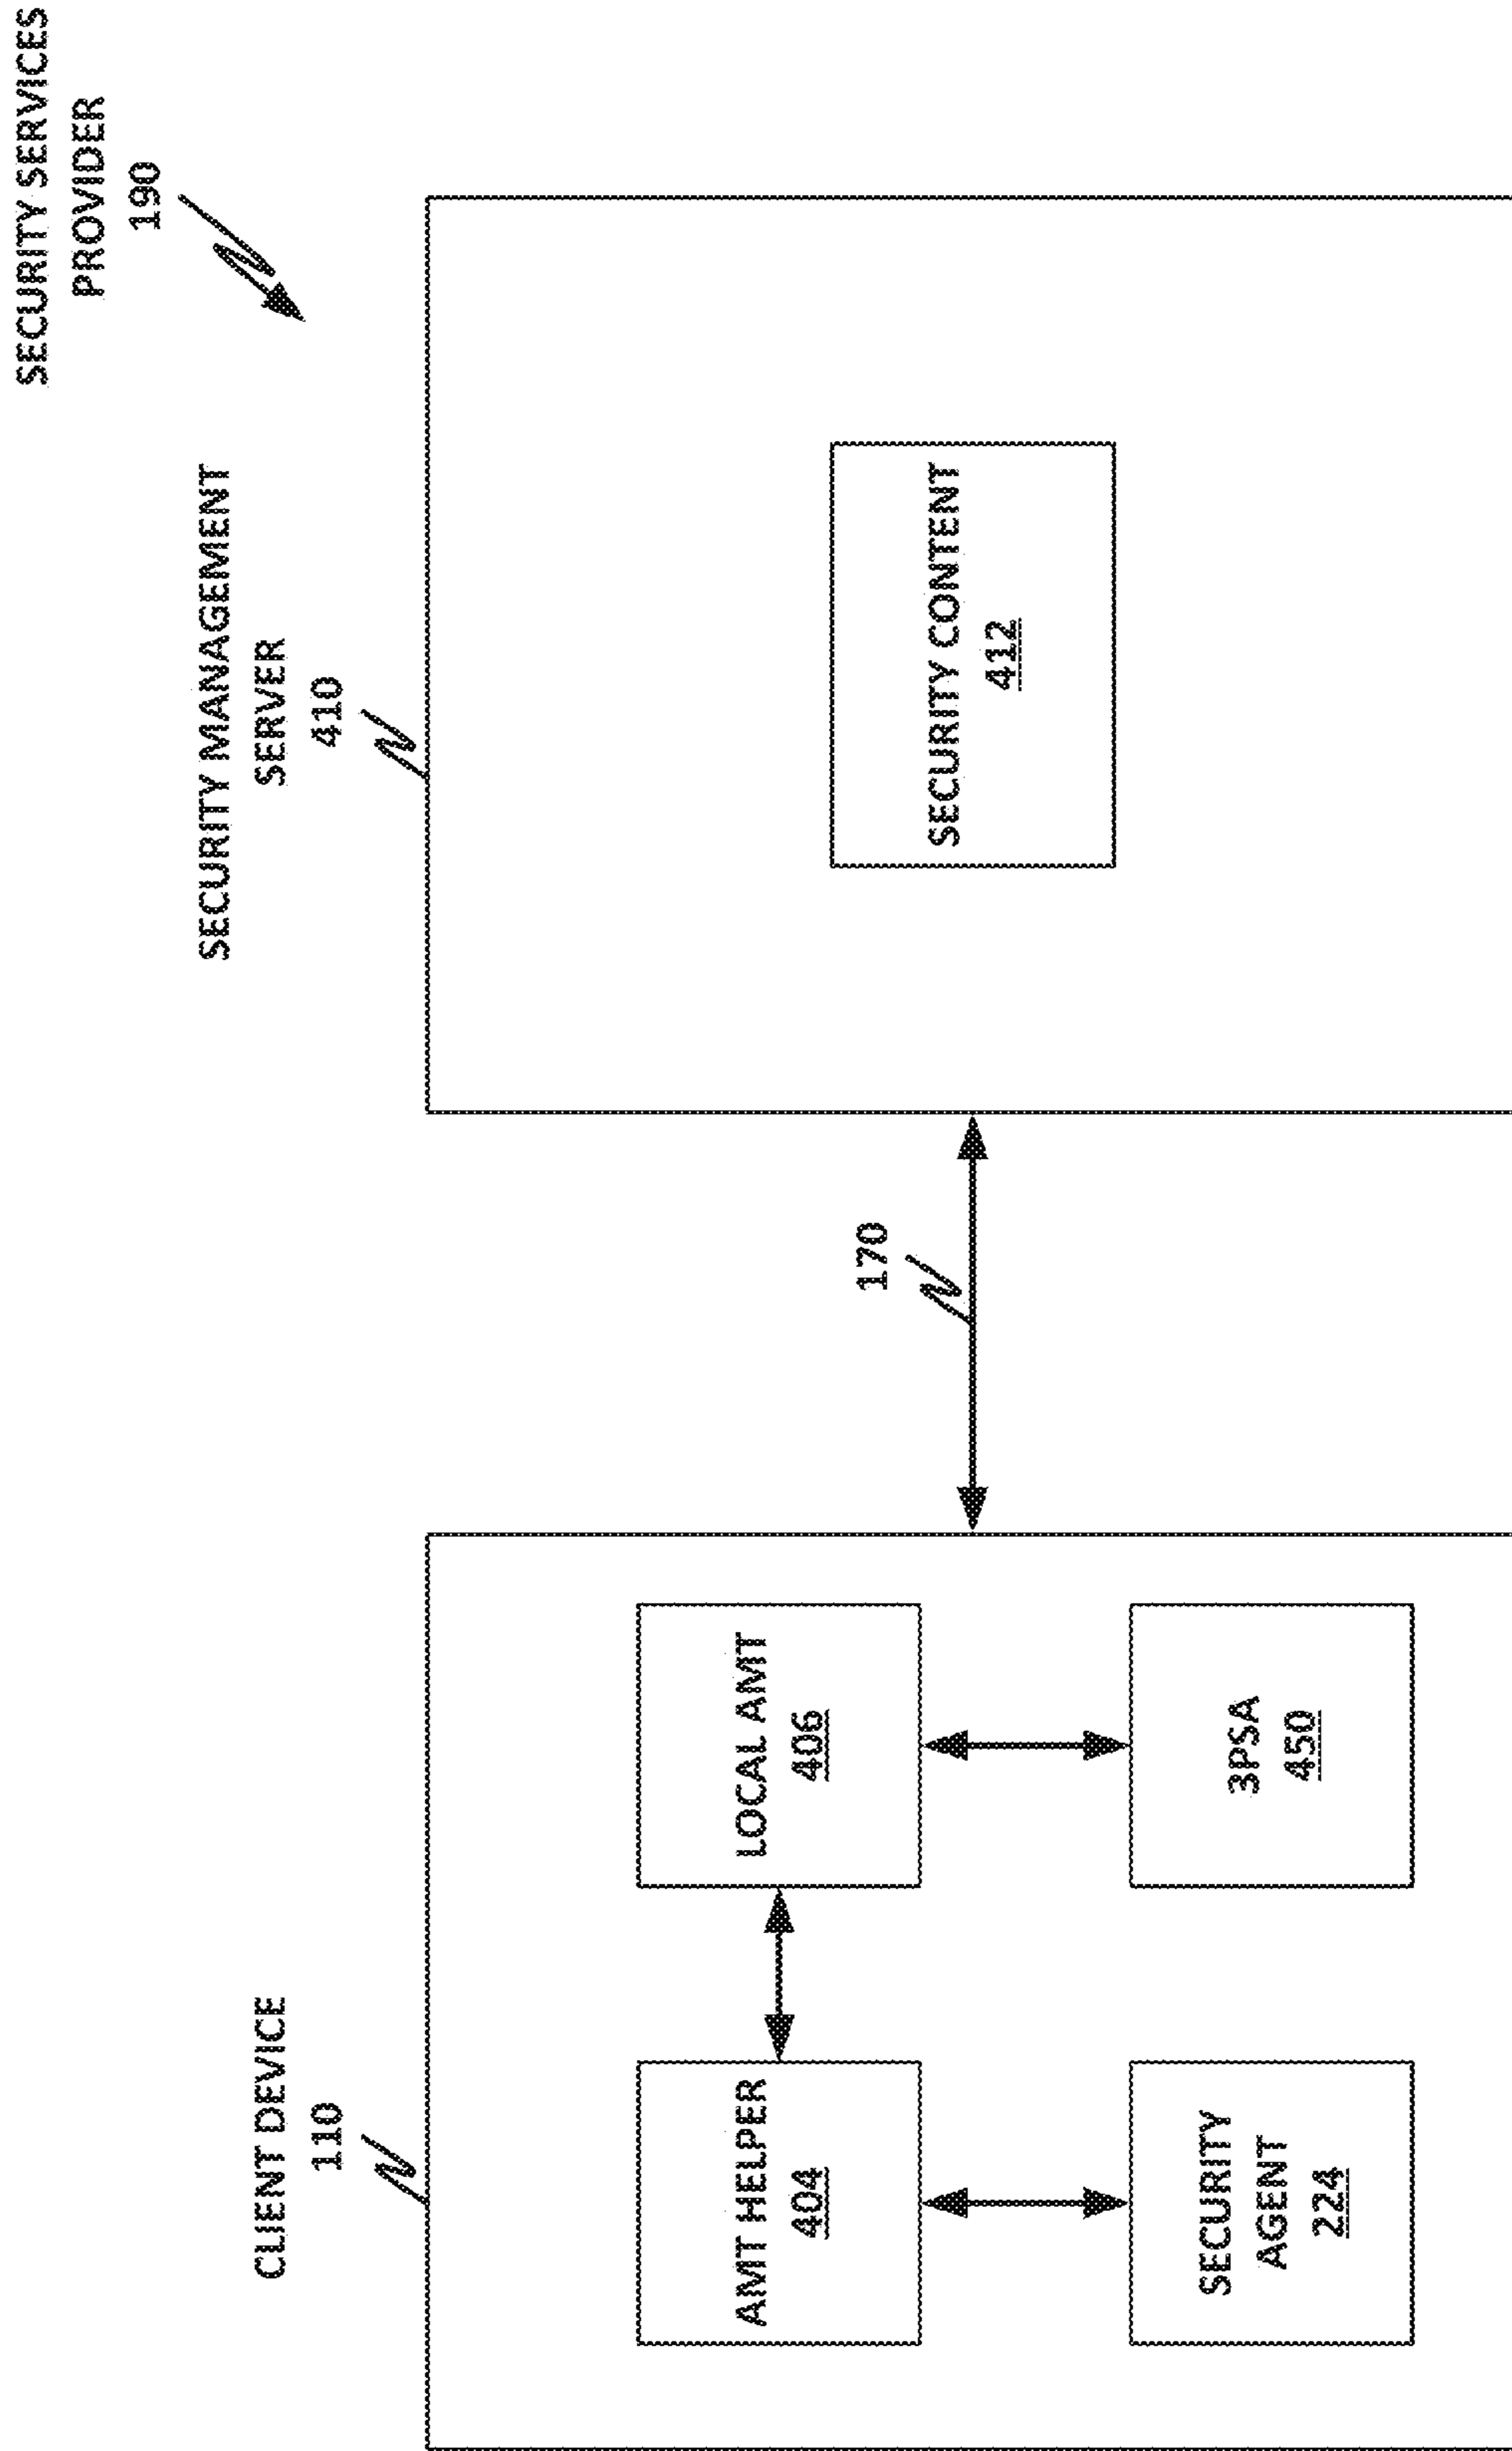 SECURITY SERVICES
PROVIDER
190
SECURITY MANAGEMENT
SERVER
410
CLIENT DEVICE
110
AMT HELPER
404
LOCAL AMT
406
170
SECURITY CONTENT
412
SECURITY
AGENT
224
3PSA
450